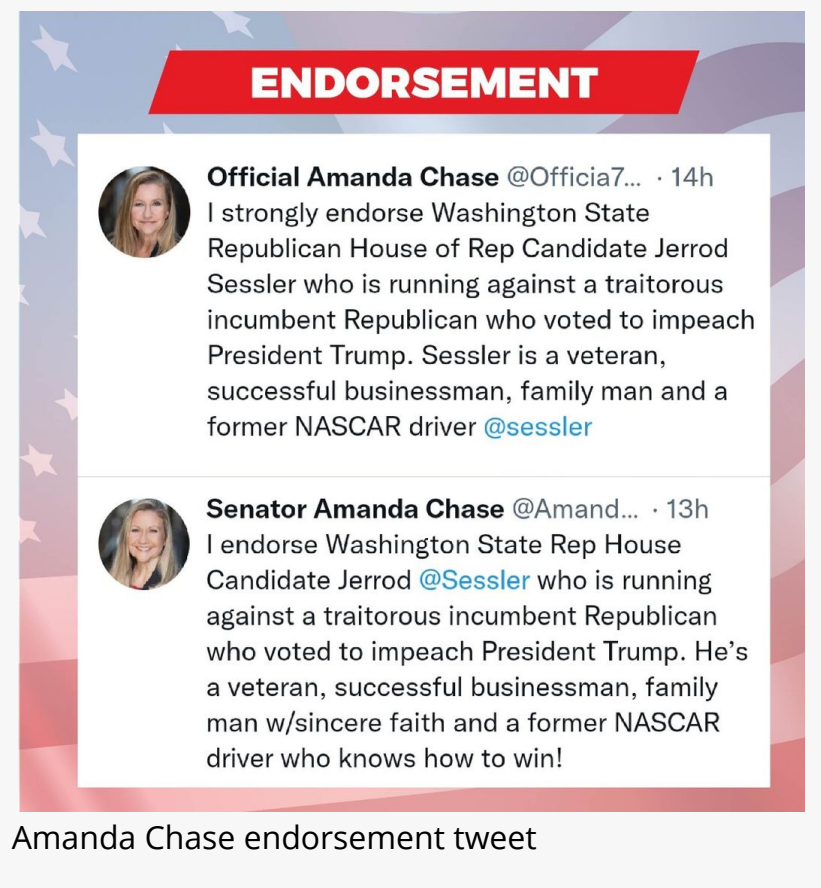 ENDORSEMENT
Official Amanda Chase @Officia7... · 14h
I strongly endorse Washington State
Republican House of Rep Candidate Jerrod
Sessler who is running against a traitorous
incumbent Republican who voted to impeach
President Trump. Sessler is a veteran,
successful businessman, family man and a
former NASCAR driver @sessler
Senator Amanda Chase @Amand... · 13h
I endorse Washington State Rep House
Candidate Jerrod @Sessler who is running
against a traitorous incumbent Republican
who voted to impeach President Trump. He's
a veteran, successful businessman, family
man w/sincere faith and a former NASCAR
driver who knows how to win!
Amanda Chase endorsement tweet